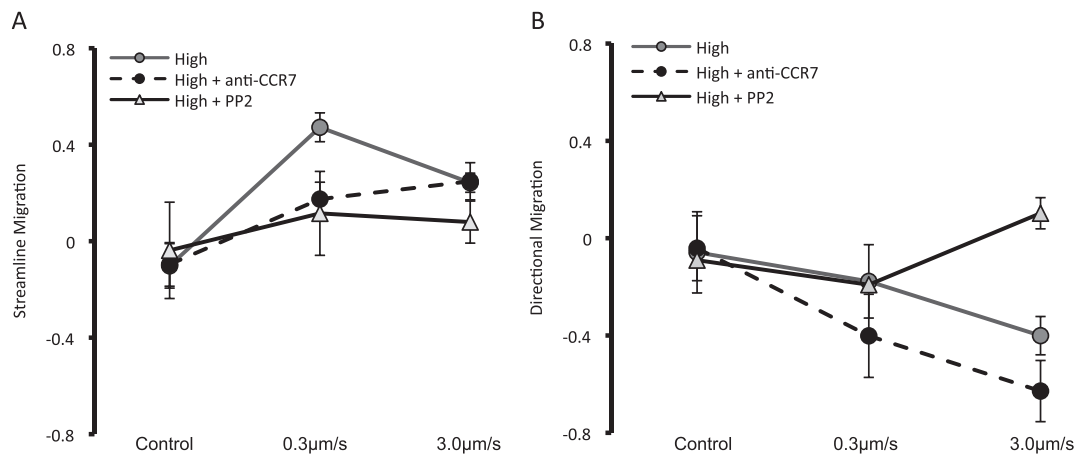 A
0.8
0.4
0
-0.4
-0.8
Streamline Migration
High
High + anti-CCR7
High + PP2
Control
0.3μm/s
3.0μm/s
B
0.8
0.4
0
-0.4
-0.8
Directional Migration
High
High + anti-CCR7
High + PP2
Control
0.3μm/s
3.0μm/s